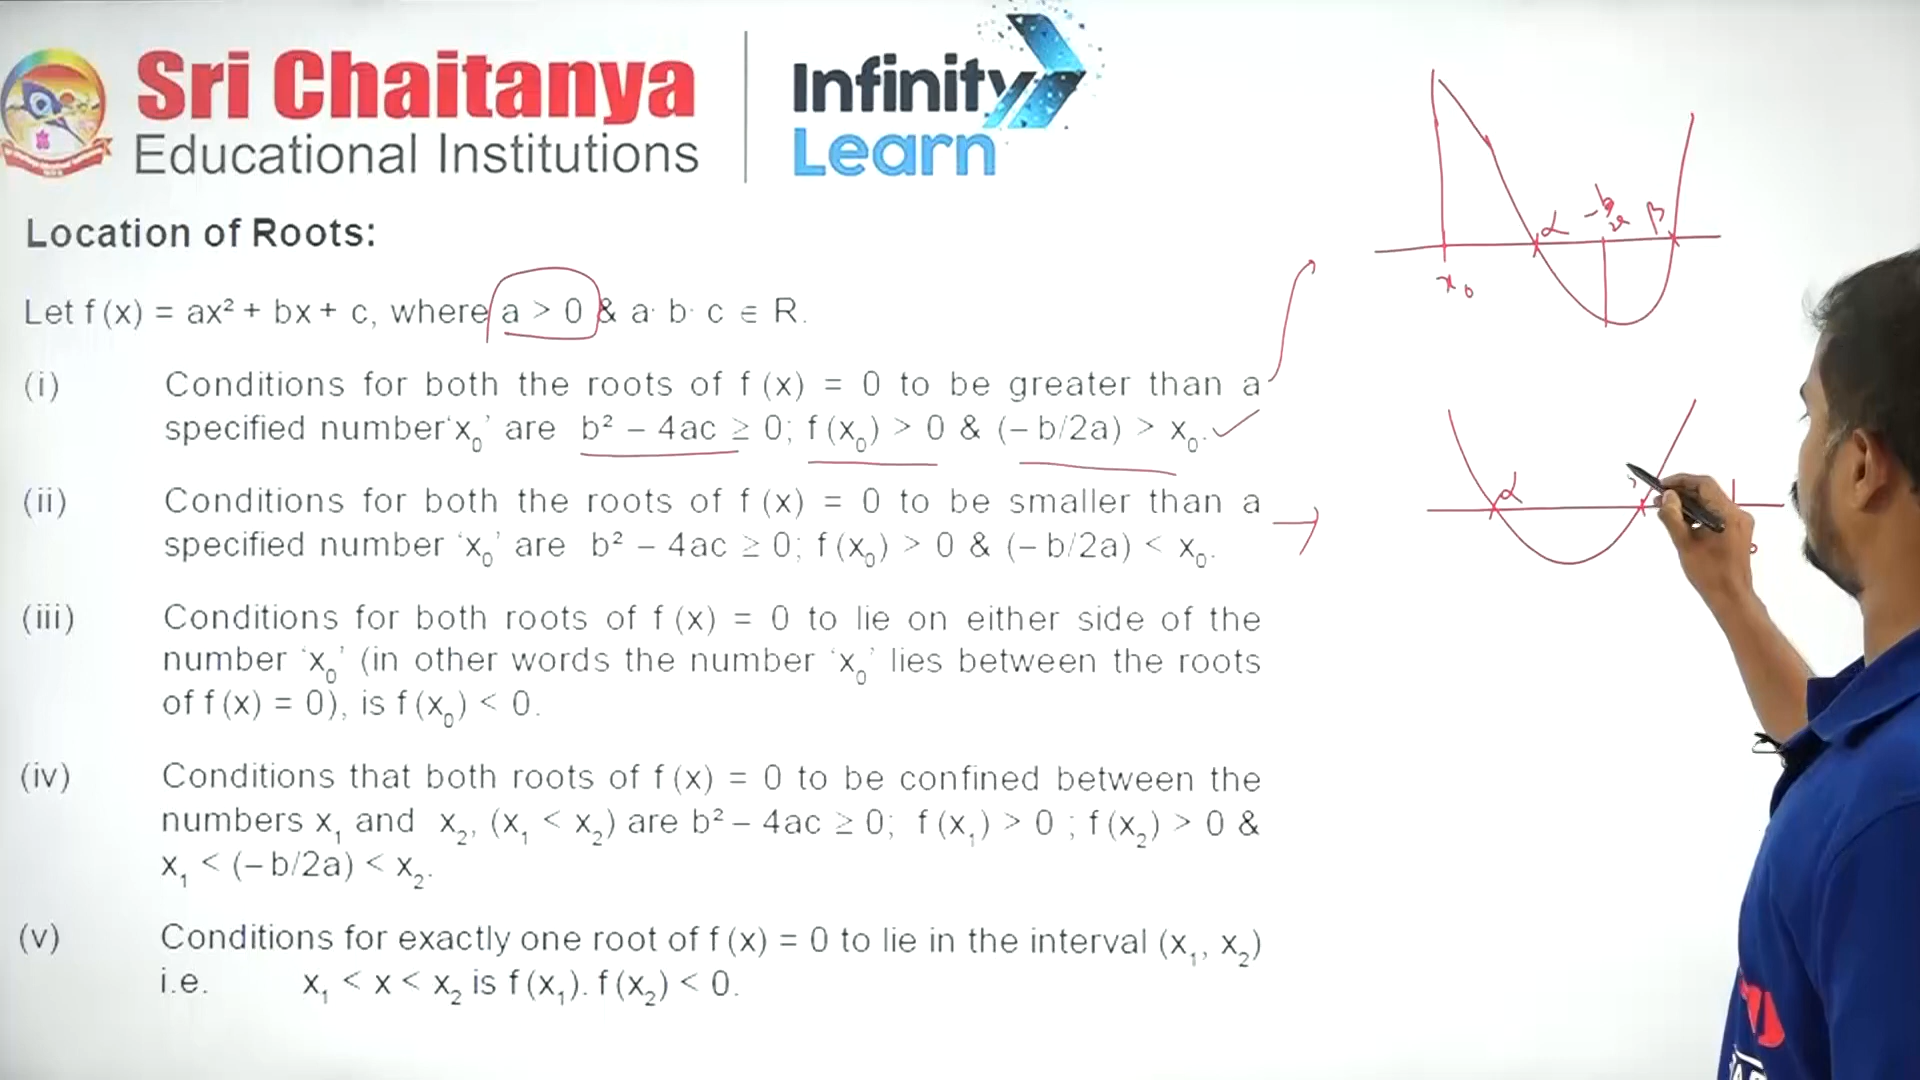 Sri Chaitanya
Educational Institutions
Infinity
Learn
Location of Roots:
Let f (x) = ax² + bx + c, where a > 0 & a· b· c ∈ R.
(i) Conditions for both the roots of f (x) = 0 to be greater than a
specified number‘x₀’ are b² – 4ac ≥ 0; f (x₀) > 0 & (– b/2a) > x₀.
(ii) Conditions for both the roots of f (x) = 0 to be smaller than a
specified number ‘x₀’ are b² – 4ac ≥ 0; f (x₀) > 0 & (– b/2a) < x₀.
(iii) Conditions for both roots of f (x) = 0 to lie on either side of the
number ‘x₀’ (in other words the number ‘x₀’ lies between the roots
of f (x) = 0), is f (x₀) < 0.
(iv) Conditions that both roots of f (x) = 0 to be confined between the
numbers x₁ and x₂, (x₁ < x₂) are b² – 4ac ≥ 0; f (x₁) > 0 ; f (x₂) > 0 &
x₁ < (– b/2a) < x₂.
(v) Conditions for exactly one root of f (x) = 0 to lie in the interval (x₁, x₂)
i.e. x₁ < x < x₂ is f (x₁). f (x₂) < 0.
α -b/2a β
x₀
α